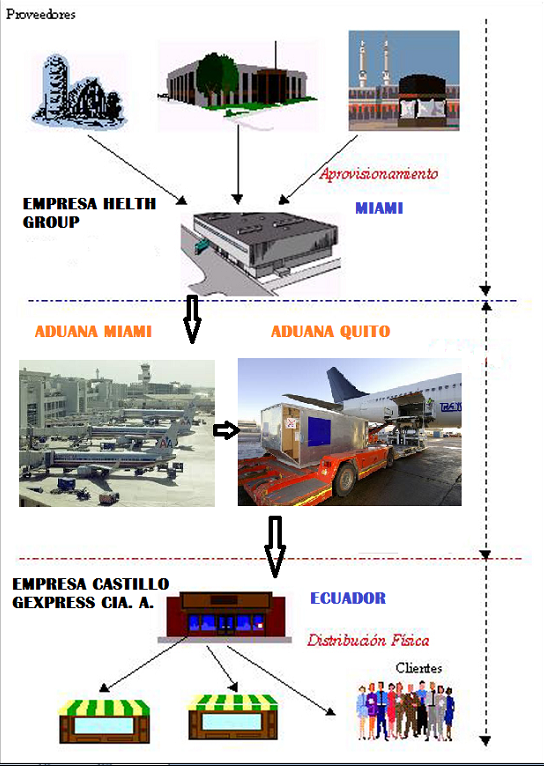 Proveedores
Aprovisionamiento
EMPRESA HELTH
GROUP
MIAMI
ADUANA MIAMI
ADUANA QUITO
EMPRESA CASTILLO
GEXPRESS CIA. A.
ECUADOR
Distribución Física
Clientes